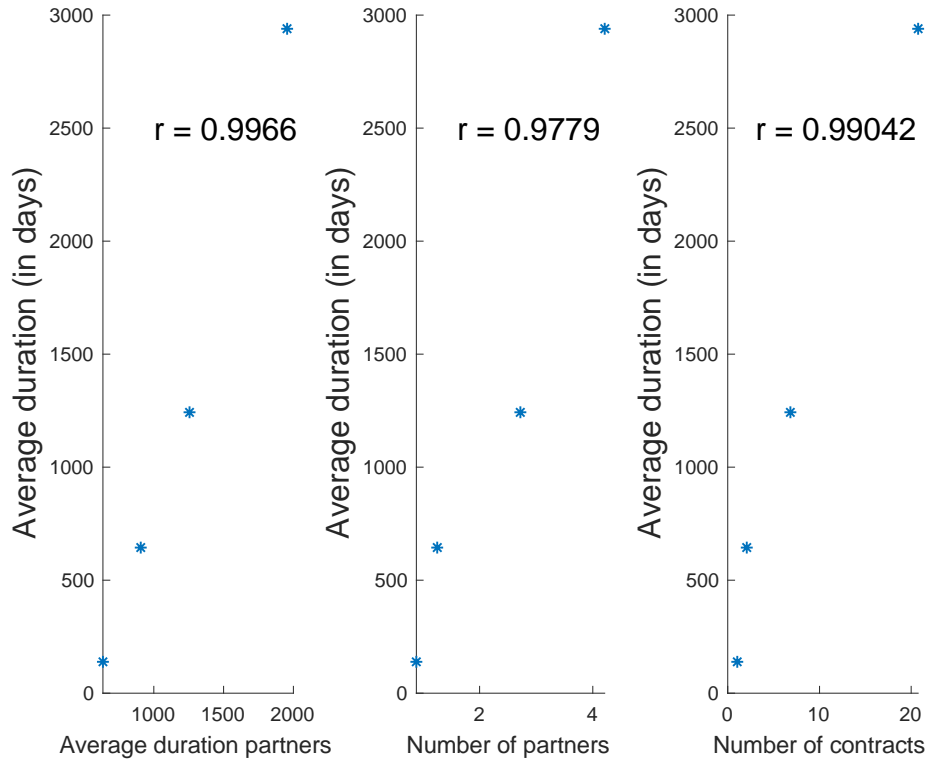 3000
2500
2000
1500
1000
500
0
Average duration (in days)
r = 0.9966
1000 1500 2000
Average duration partners
3000
2500
2000
1500
1000
500
0
Average duration (in days)
r = 0.9779
2 4
Number of partners
3000
2500
2000
1500
1000
500
0
Average duration (in days)
r = 0.99042
0 10 20
Number of contracts